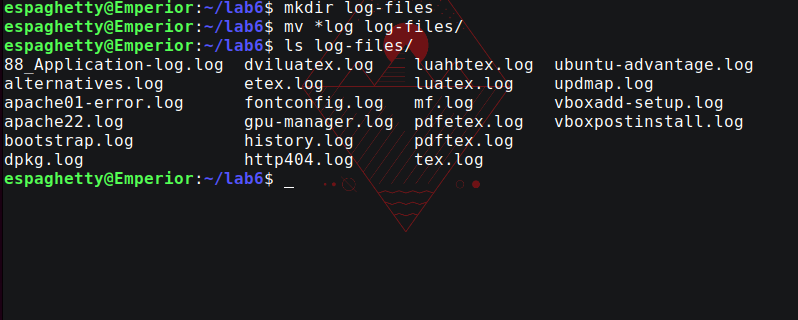 espaghetty@Emperior:~/lab6$ mkdir log-files
espaghetty@Emperior:~/lab6$ mv *log log-files/
espaghetty@Emperior:~/lab6$ ls log-files/
88_Application-log.log  dviluatex.log    luahbtex.log  ubuntu-advantage.log
alternatives.log        etex.log         luatex.log    updmap.log
apache01-error.log      fontconfig.log   mf.log        vboxadd-setup.log
apache22.log            gpu-manager.log  pdfetex.log   vboxpostinstall.log
bootstrap.log           history.log      pdftex.log
dpkg.log                http404.log      tex.log
espaghetty@Emperior:~/lab6$ _